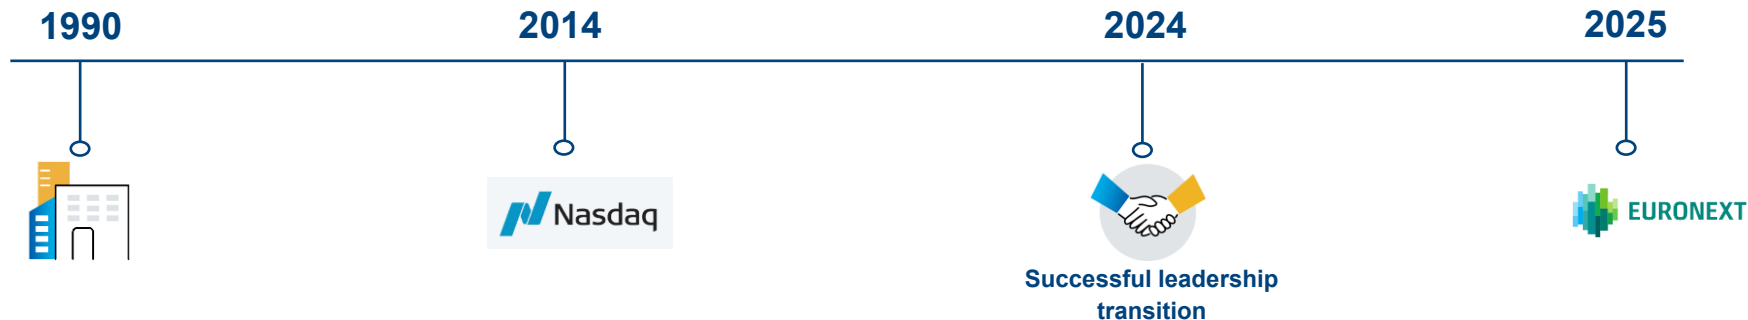 1990
2014
2024
2025
Nasdaq
EURONEXT
Successful leadership
transition